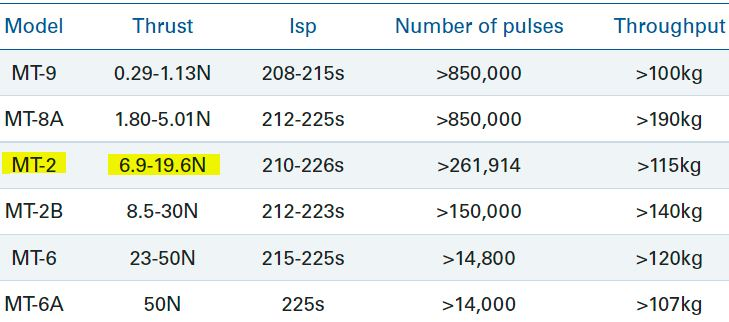 Model Thrust Isp Number of pulses Throughput
MT-9 0.29-1.13N 208-215s >850,000 >100kg
MT-8A 1.80-5.01N 212-225s >850,000 >190kg
MT-2 6.9-19.6N 210-226s >261,914 >115kg
MT-2B 8.5-30N 212-223s >150,000 >140kg
MT-6 23-50N 215-225s >14,800 >120kg
MT-6A 50N 225s >14,000 >107kg